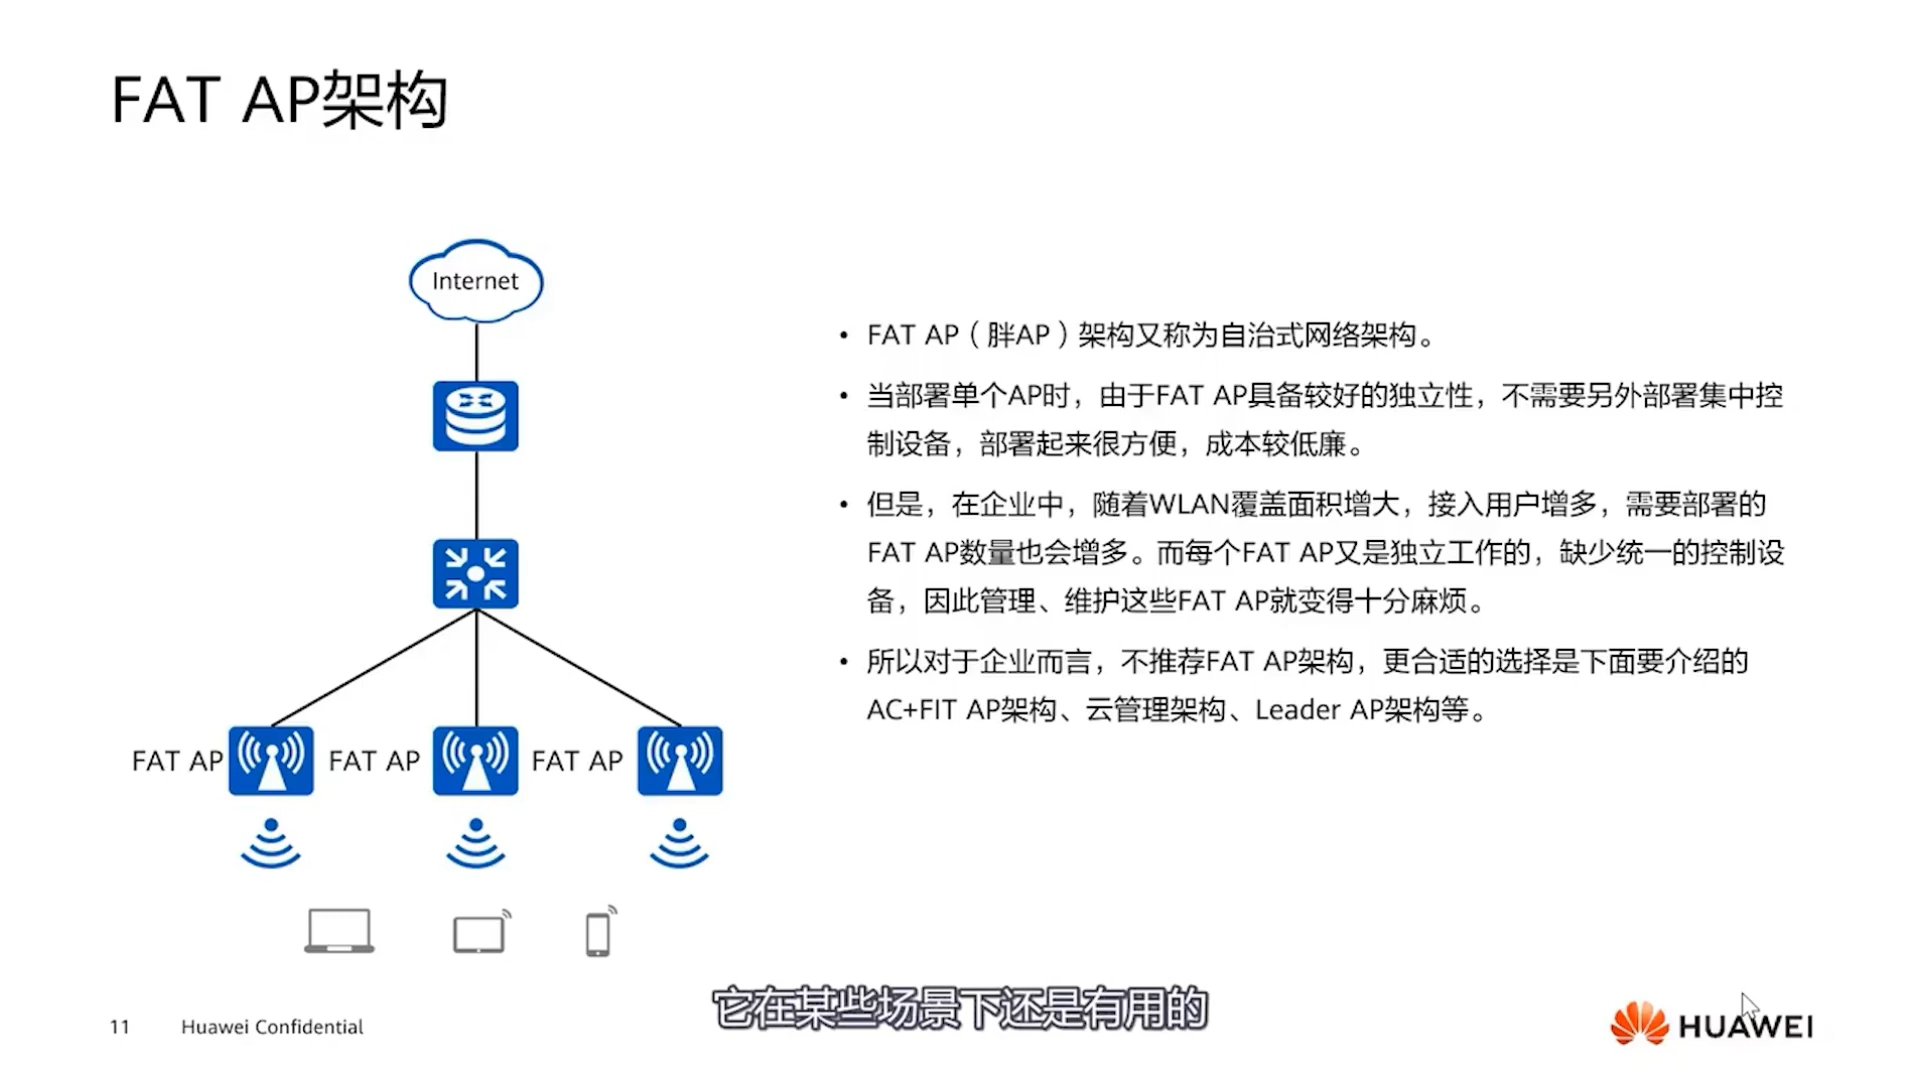 FAT AP架构
Internet
FAT AP
FAT AP
FAT AP
• FAT AP（胖AP）架构又称为自治式网络架构。
• 当部署单个AP时，由于FAT AP具备较好的独立性，不需要另外部署集中控
制设备，部署起来很方便，成本较低廉。
• 但是，在企业中，随着WLAN覆盖面积增大，接入用户增多，需要部署的
FAT AP数量也会增多。而每个FAT AP又是独立工作的，缺少统一的控制设
备，因此管理、维护这些FAT AP就变得十分麻烦。
• 所以对于企业而言，不推荐FAT AP架构，更合适的选择是下面要介绍的
AC+FIT AP架构、云管理架构、Leader AP架构等。
它在某些场景下还是有用的
11
Huawei Confidential
HUAWEI